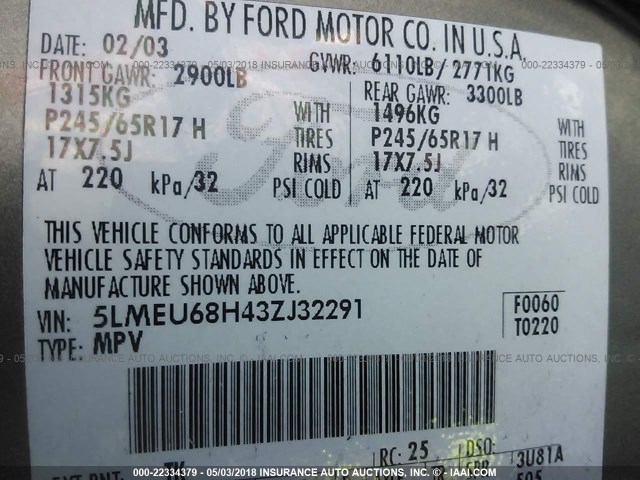 MFD. BY FORD MOTOR CO. IN U.S.A.
DATE: 02/03 GVWR: 6110LB/ 2771KG
FRONT GAWR: 2900LB REAR GAWR: 3300LB
1315KG WITH 1496KG WITH
P245/65R17 H TIRES P245/65R17 H TIRES
17X7.5J RIMS 17X7.5J RIMS
AT 220 kPa/32 PSI COLD AT 220 kPa/32 PSI COLD
Ford
THIS VEHICLE CONFORMS TO ALL APPLICABLE FEDERAL MOTOR
VEHICLE SAFETY STANDARDS IN EFFECT ON THE DATE OF
MANUFACTURE SHOWN ABOVE.
VIN: 5LMEU68H43ZJ32291 F0060
TYPE: MPV T0220
RC: 25 DSO:
3U81A
000-22334379 - 05/03/2018 INSURANCE AUTO AUCTIONS - © - IAAI.COM